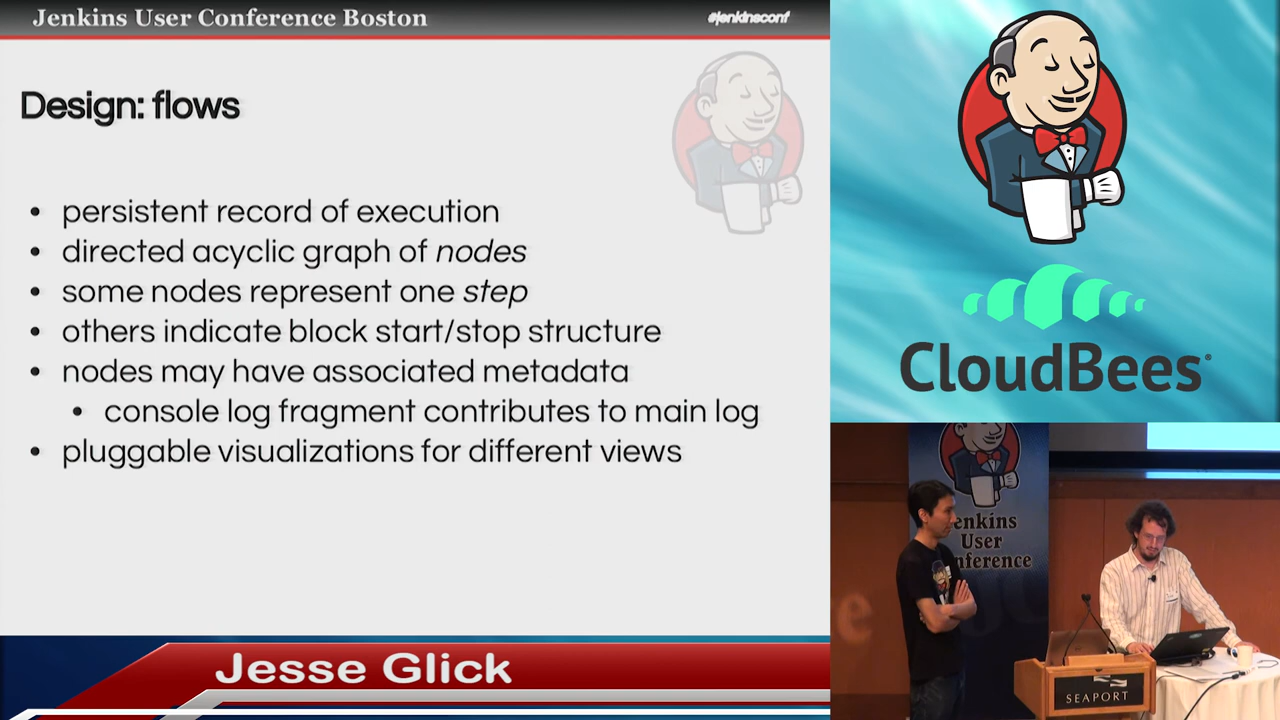 Jenkins User Conference Boston
#jenkinsconf
Design: flows
• persistent record of execution
• directed acyclic graph of nodes
• some nodes represent one step
• others indicate block start/stop structure
• nodes may have associated metadata
• console log fragment contributes to main log
• pluggable visualizations for different views
Jesse Glick
CloudBees
Jenkins
User
Conference
SEAPORT